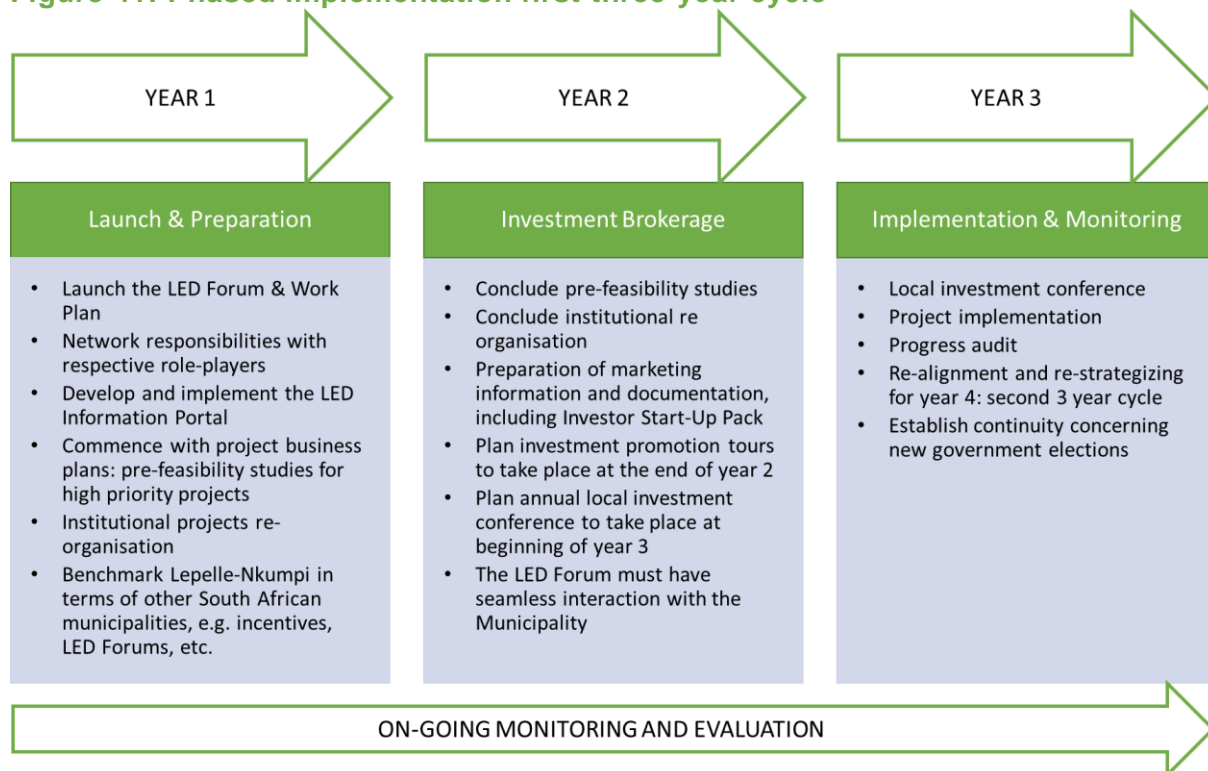 Figure Phased implementation first three year cycle
YEAR 1
YEAR 2
YEAR 3
Launch & Preparation
• Launch the LED Forum & Work
Plan
• Network responsibilities with
respective role-players
• Develop and implement the LED
Information Portal
• Commence with project business
plans: pre-feasibility studies for
high priority projects
• Institutional projects re-
organisation
• Benchmark Lepelle-Nkumpi in
terms of other South African
municipalities, e.g. incentives,
LED Forums, etc.
Investment Brokerage
• Conclude pre-feasibility studies
• Conclude institutional re
organisation
• Preparation of marketing
information and documentation,
including Investor Start-Up Pack
• Plan investment promotion tours
to take place at the end of year 2
• Plan annual local investment
conference to take place at
beginning of year 3
• The LED Forum must have
seamless interaction with the
Municipality
Implementation & Monitoring
• Local investment conference
• Project implementation
• Progress audit
• Re-alignment and re-strategizing
for year 4: second 3 year cycle
• Establish continuity concerning
new government elections
ON-GOING MONITORING AND EVALUATION